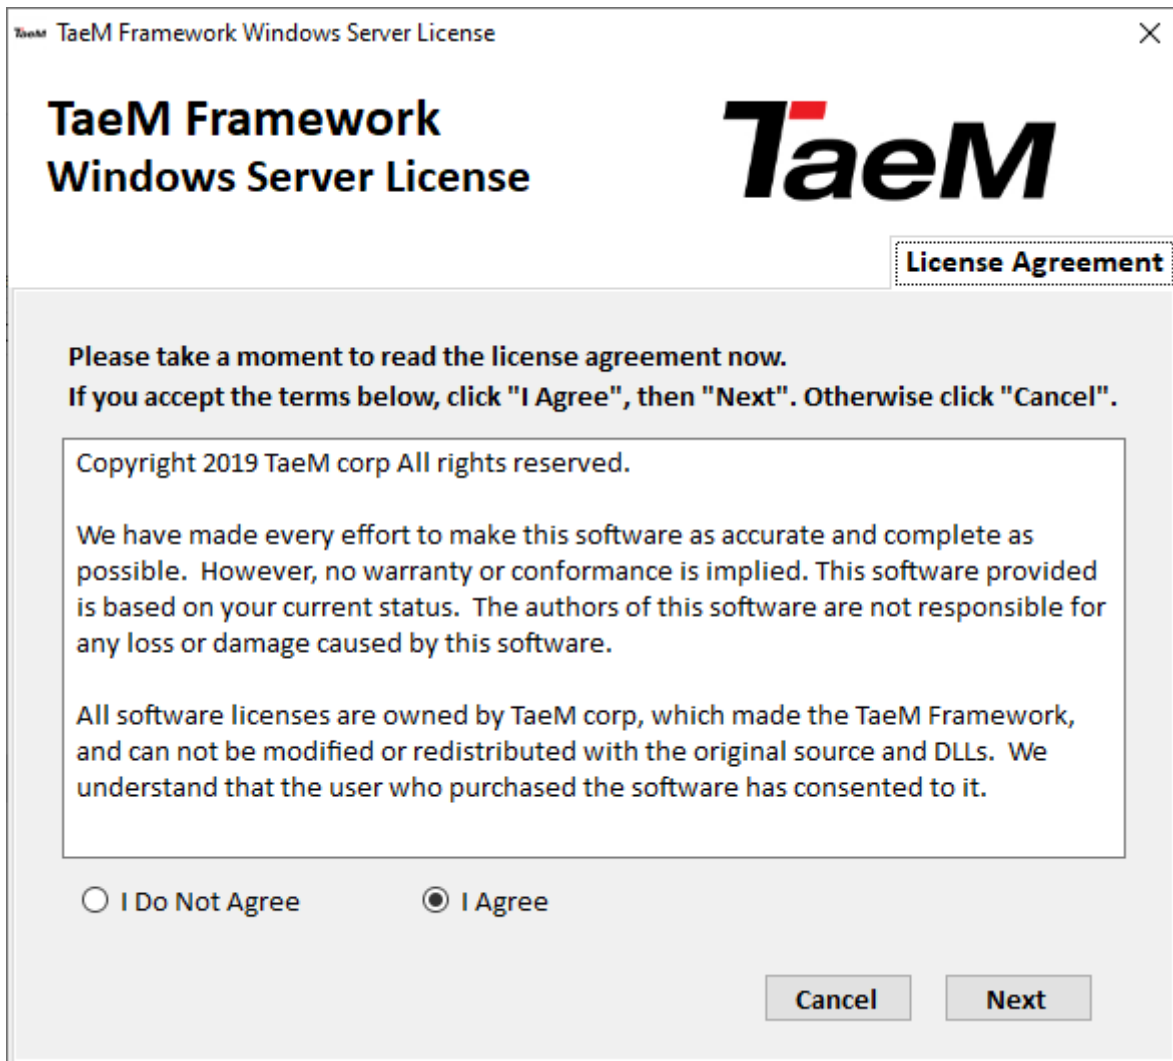 TaeM TaeM Framework Windows Server License
TaeM Framework
Windows Server License
TaeM
License Agreement
Please take a moment to read the license agreement now.
If you accept the terms below, click "I Agree", then "Next". Otherwise click "Cancel".
Copyright 2019 TaeM corp All rights reserved.
We have made every effort to make this software as accurate and complete as
possible.  However, no warranty or conformance is implied. This software provided
is based on your current status.  The authors of this software are not responsible for
any loss or damage caused by this software.
All software licenses are owned by TaeM corp, which made the TaeM Framework,
and can not be modified or redistributed with the original source and DLLs.  We
understand that the user who purchased the software has consented to it.
I Do Not Agree
I Agree
Cancel
Next